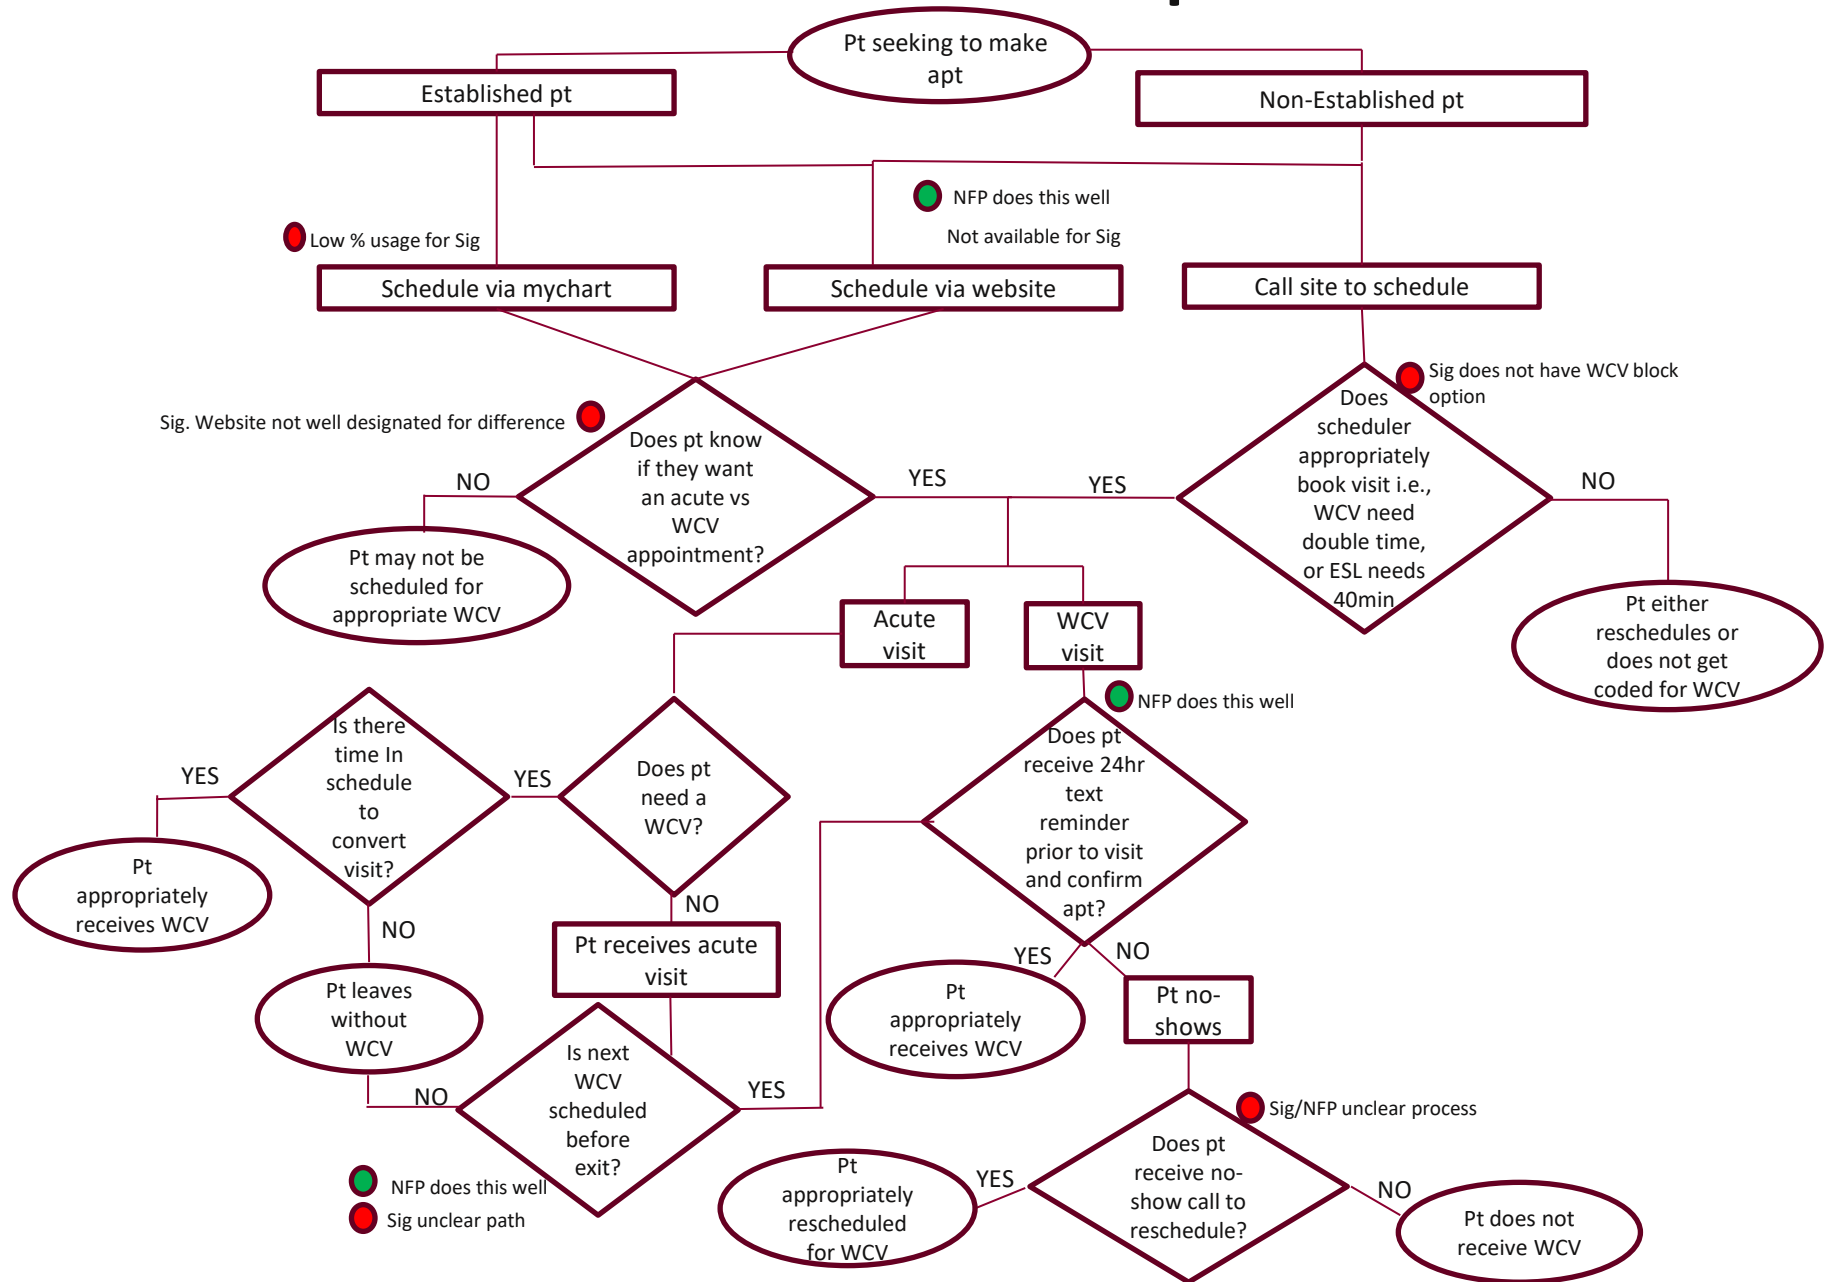 Pt seeking to make
apt
Established pt
Non-Established pt
NFP does this well
Low % usage for Sig
Not available for Sig
Schedule via mychart
Schedule via website
Call site to schedule
Sig does not have WCV block
option
Sig. Website not well designated for difference
Does pt know
if they want
an acute vs
WCV
appointment?
Does
scheduler
appropriately
book visit i.e.,
WCV need
double time,
or ESL needs
40min
NO
YES
YES
NO
Pt may not be
scheduled for
appropriate WCV
Acute
visit
WCV
visit
Pt either
reschedules or
does not get
coded for WCV
NFP does this well
Is there
time In
schedule
to
convert
visit?
YES
YES
Does pt
need a
WCV?
Does pt
receive 24hr
text
reminder
prior to visit
and confirm
apt?
Pt
appropriately
receives WCV
NO
NO
Pt receives acute
visit
YES
NO
Pt leaves
without
WCV
Pt
appropriately
receives WCV
Pt no-
shows
Is next
WCV
scheduled
before
exit?
NO
YES
Sig/NFP unclear process
Does pt
receive no-
show call to
reschedule?
NFP does this well
Sig unclear path
YES
NO
Pt
appropriately
rescheduled
for WCV
Pt does not
receive WCV